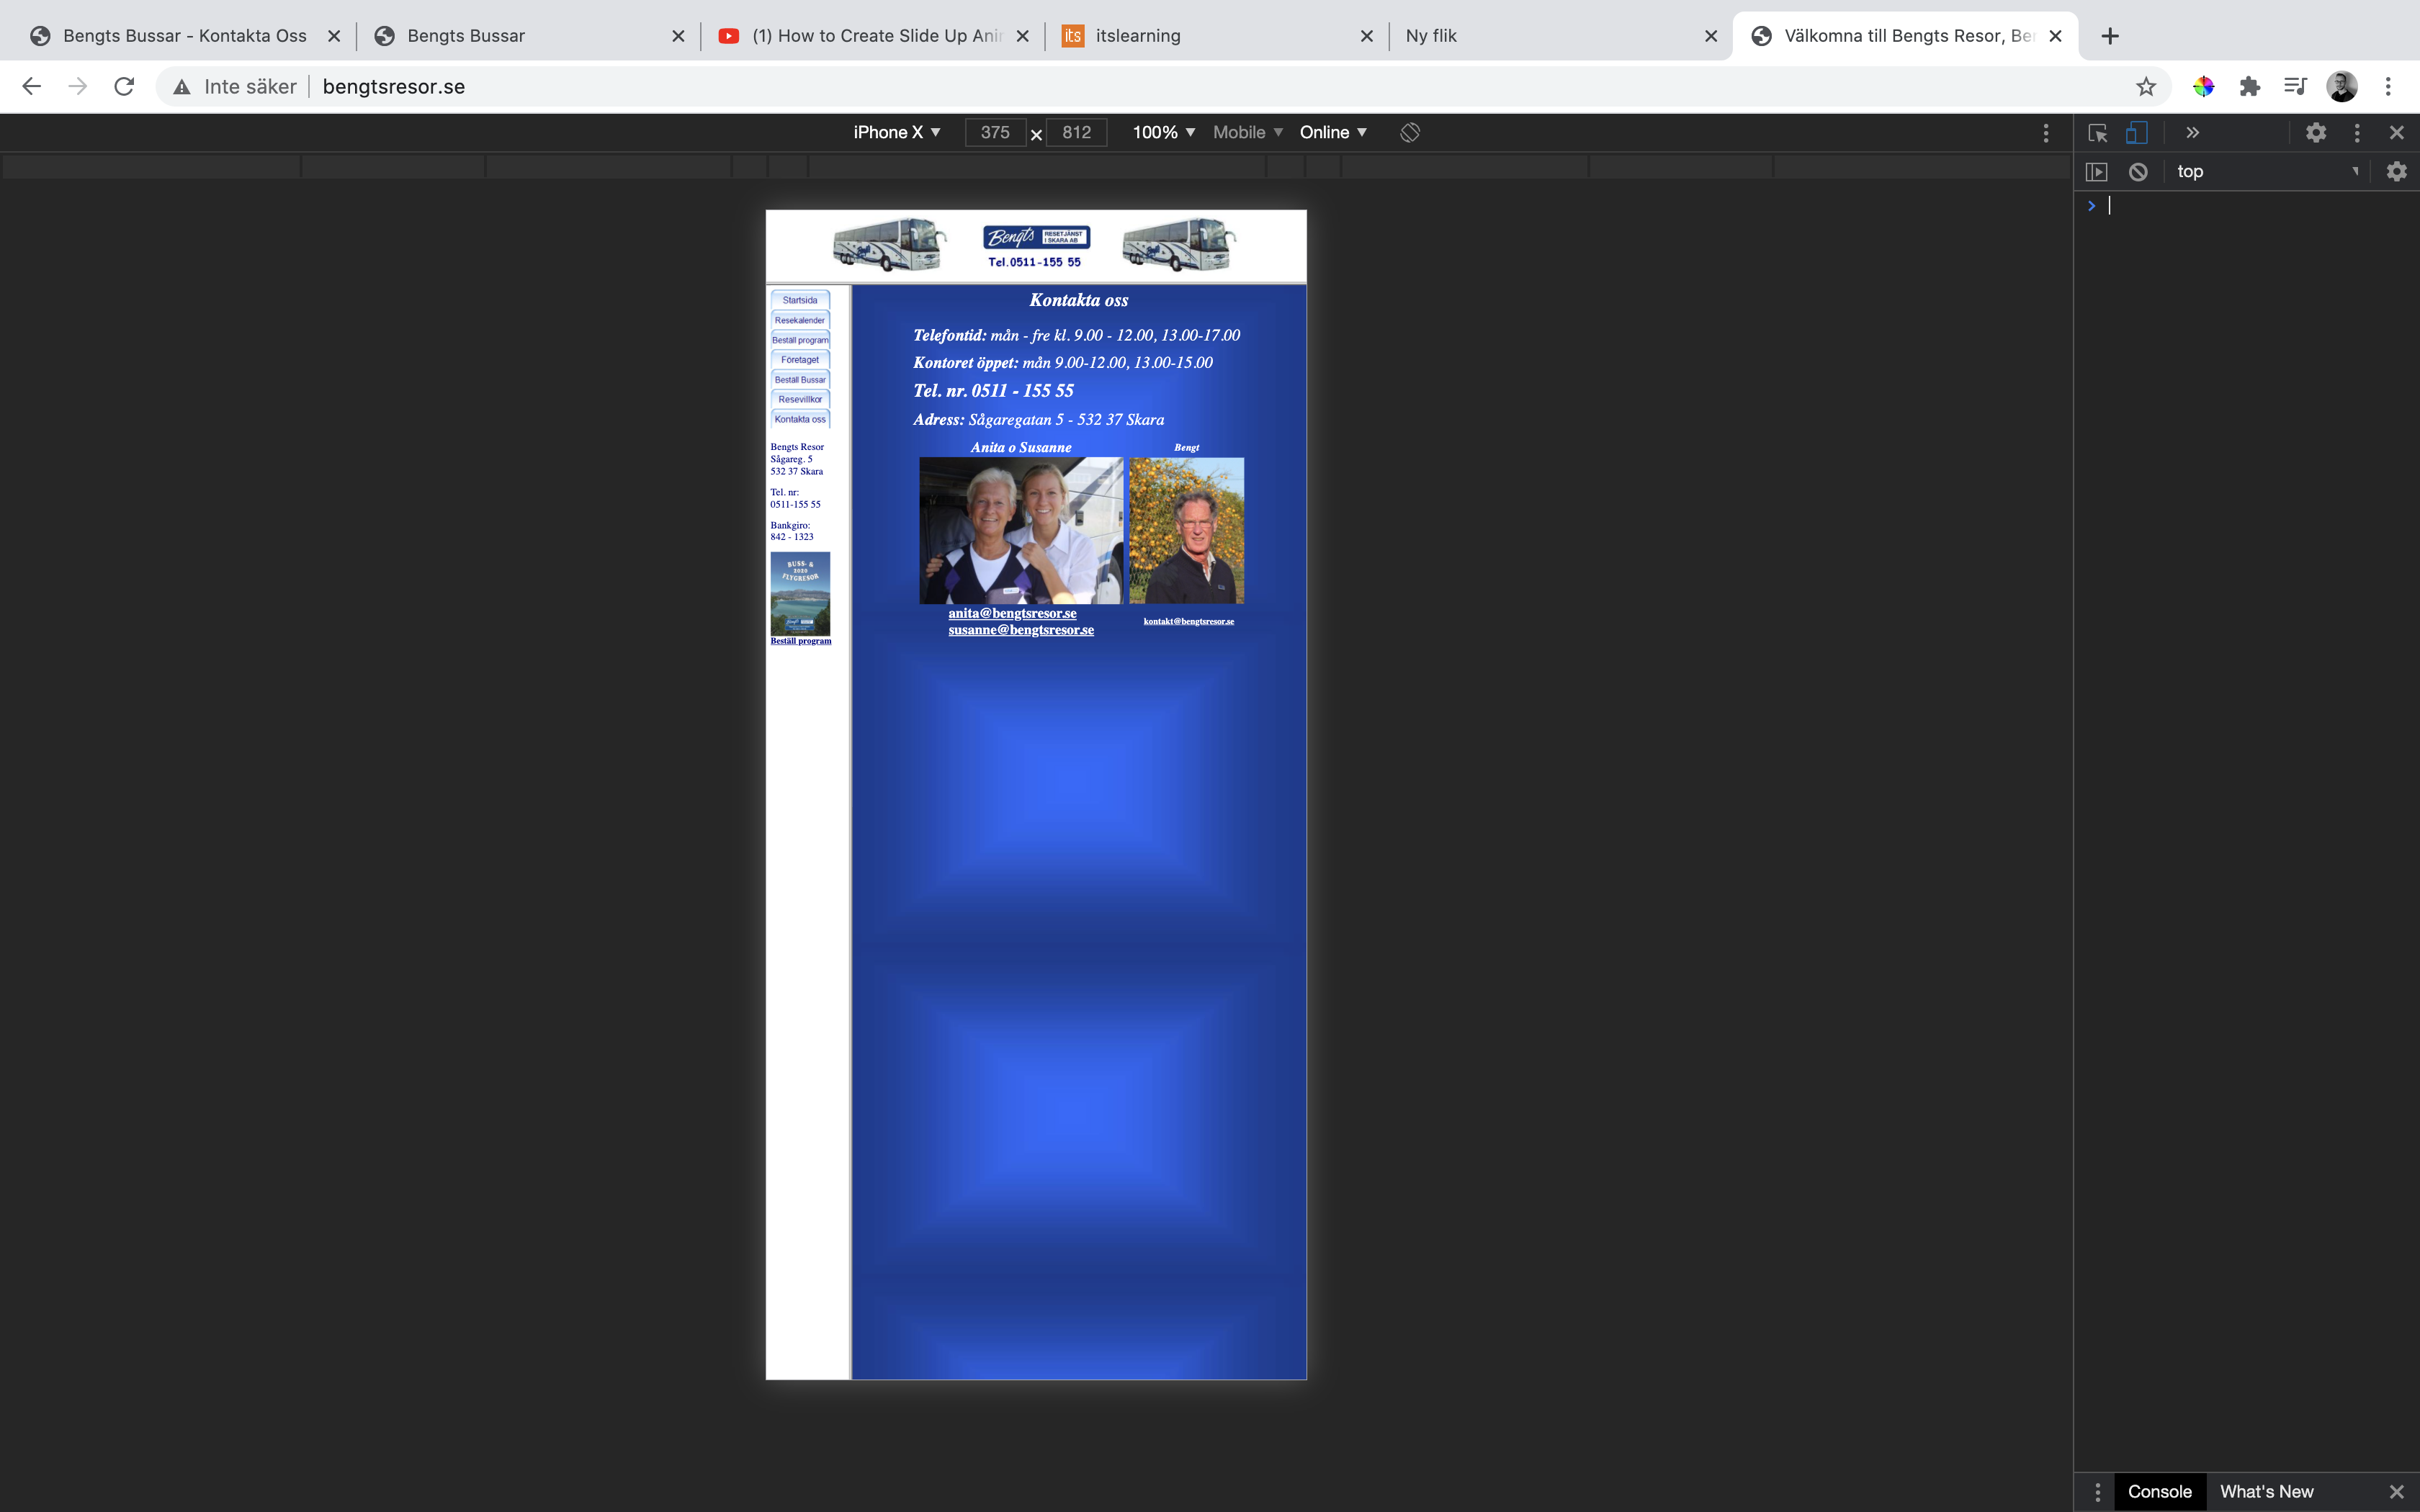 Bengts Bussar - Kontakta Oss
Bengts Bussar
(1) How to Create Slide Up Ani
its itslearning
Ny flik
Välkomna till Bengts Resor, Be
Inte säker bengtsresor.se
iPhone X 375 × 812 100% Mobile Online
top
Bengts RESETJÄNST
I SKARA AB
Tel.0511-155 55
Startsida
Resekalender
Beställ program
Företaget
Beställ Bussar
Resevillkor
Kontakta oss
Bengts Resor
Sågareg. 5
532 37 Skara
Tel. nr:
0511-155 55
Bankgiro:
842 - 1323
BUSS- &
2020
FLYGRESOR
Beställ program
Kontakta oss
Telefontid: mån - fre kl. 9.00 - 12.00, 13.00-17.00
Kontoret öppet: mån 9.00-12.00, 13.00-15.00
Tel. nr. 0511 - 155 55
Adress: Sågaregatan 5 - 532 37 Skara
Anita o Susanne
Bengt
anita@bengtsresor.se
susanne@bengtsresor.se
kontakt@bengtsresor.se
Console What's New